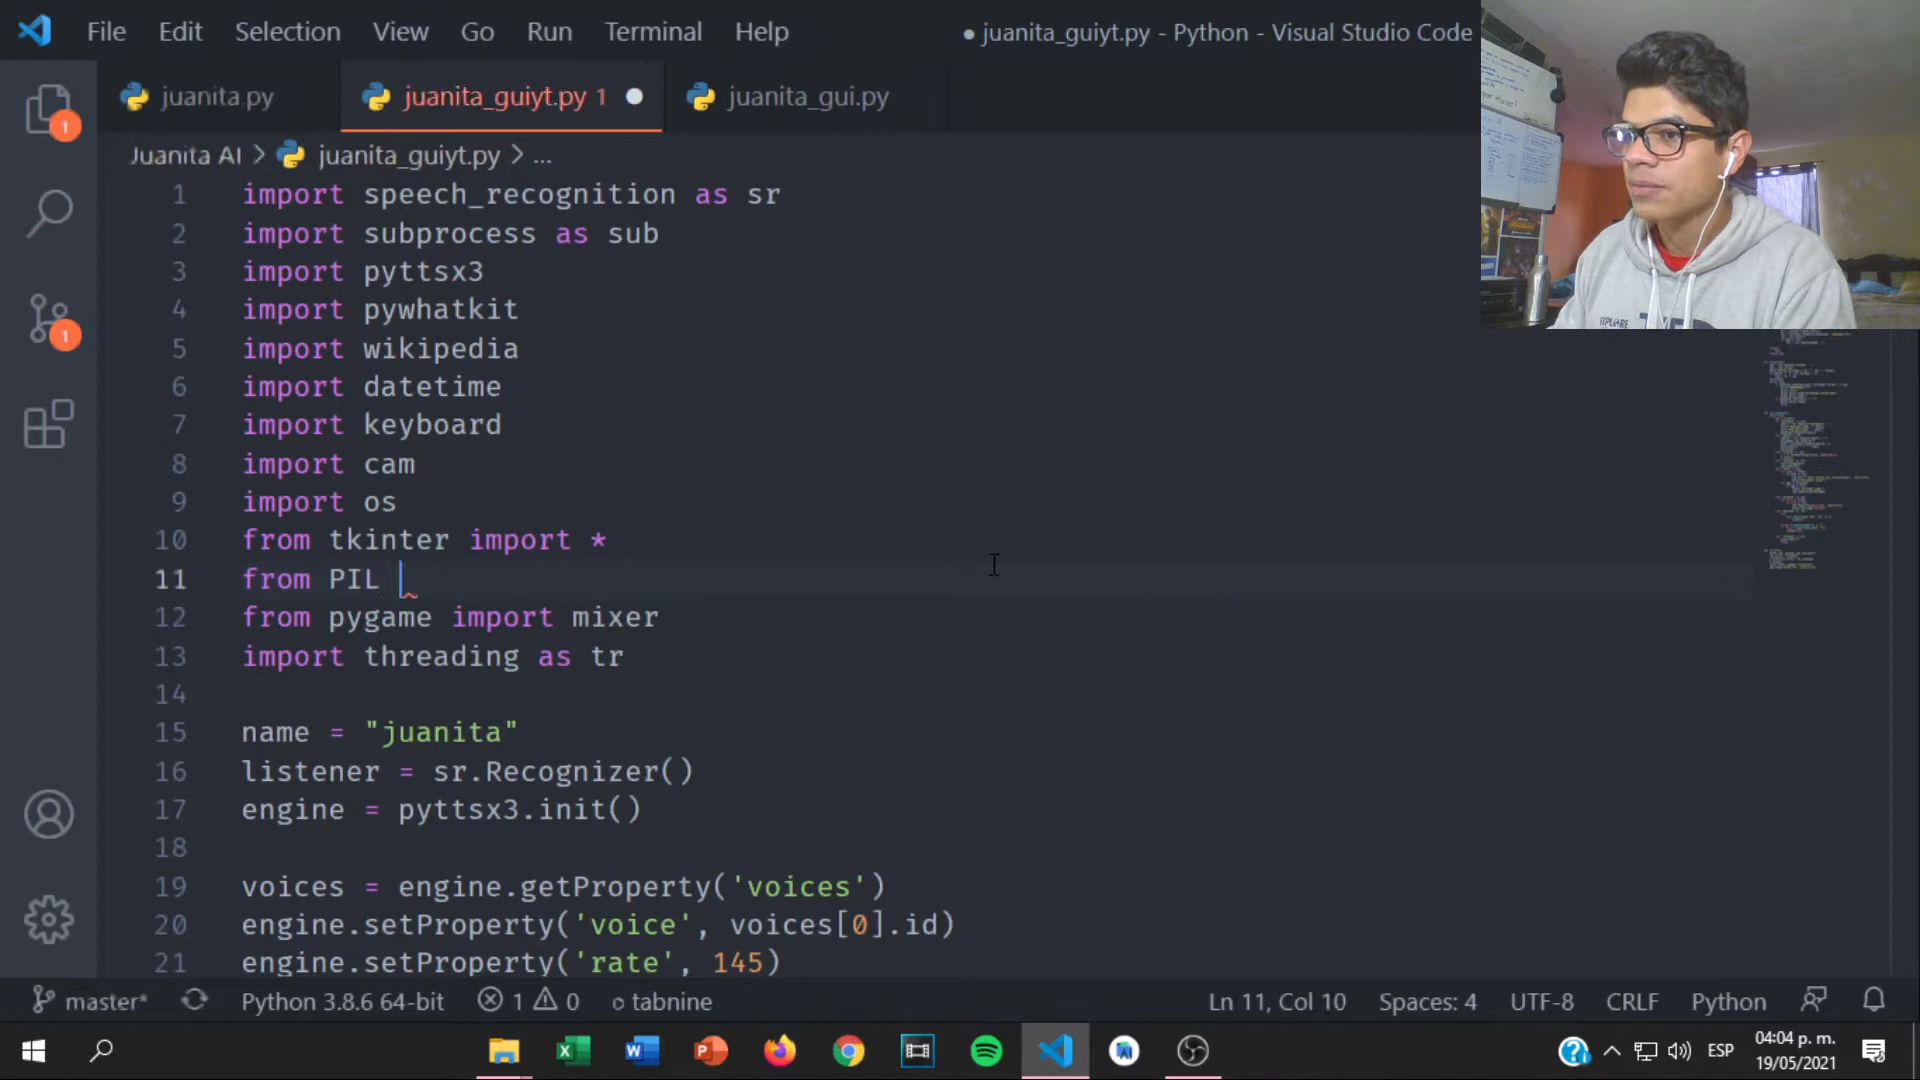 File Edit Selection View Go Run Terminal Help
● juanita_guiyt.py - Python - Visual Studio Code
juanita.py
juanita_guiyt.py 1
juanita_gui.py
1
1
Juanita AI > juanita_guiyt.py > ...
1 import speech_recognition as sr
2 import subprocess as sub
3 import pyttsx3
4 import pywhatkit
5 import wikipedia
6 import datetime
7 import keyboard
8 import cam
9 import os
10 from tkinter import *
11 from PIL
12 from pygame import mixer
13 import threading as tr
14
15 name = "juanita"
16 listener = sr.Recognizer()
17 engine = pyttsx3.init()
18
19 voices = engine.getProperty('voices')
20 engine.setProperty('voice', voices[0].id)
21 engine.setProperty('rate', 145)
master* Python 3.8.6 64-bit 1 0 tabnine Ln 11, Col 10 Spaces: 4 UTF-8 CRLF Python
ESP
04:04 p. m.
19/05/2021